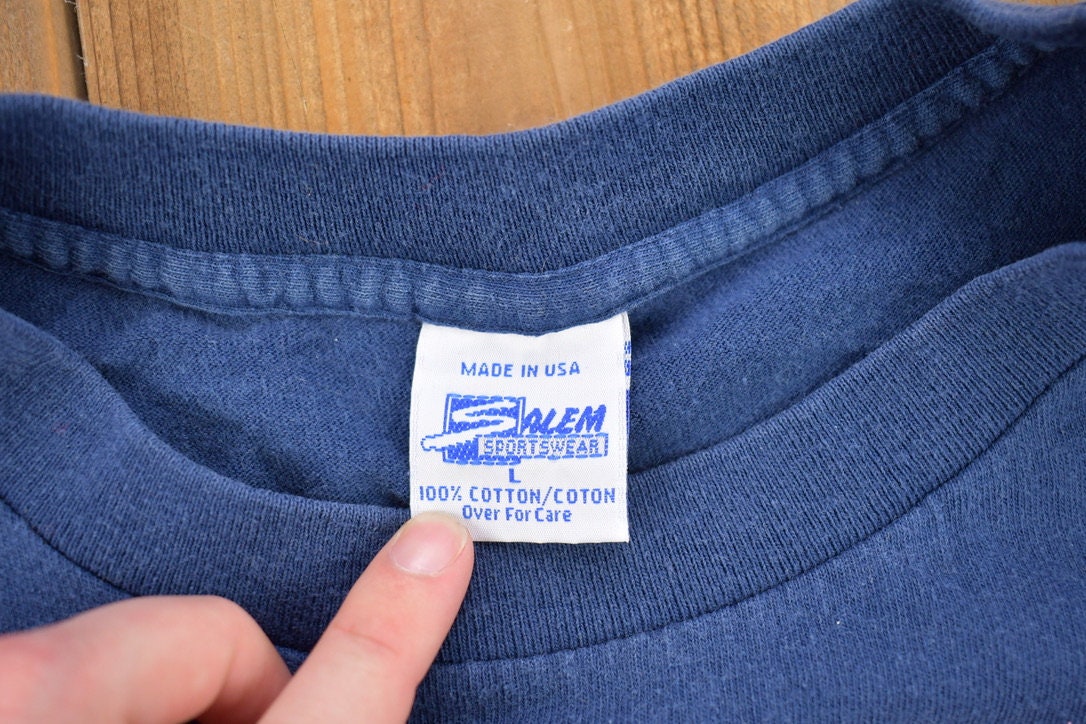 MADE IN USA
SALEM
SPORTSWEAR
L
100% COTTON/COTON
Over For Care